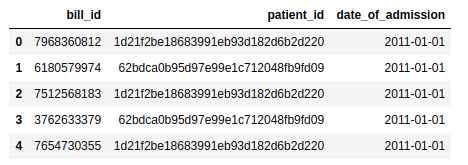 bill_id patient_id date_of_admission
0 7968360812 1d21f2be18683991eb93d182d6b2d220 2011-01-01
1 6180579974 62bdca0b95d97e99e1c712048fb9fd09 2011-01-01
2 7512568183 1d21f2be18683991eb93d182d6b2d220 2011-01-01
3 3762633379 62bdca0b95d97e99e1c712048fb9fd09 2011-01-01
4 7654730355 1d21f2be18683991eb93d182d6b2d220 2011-01-01